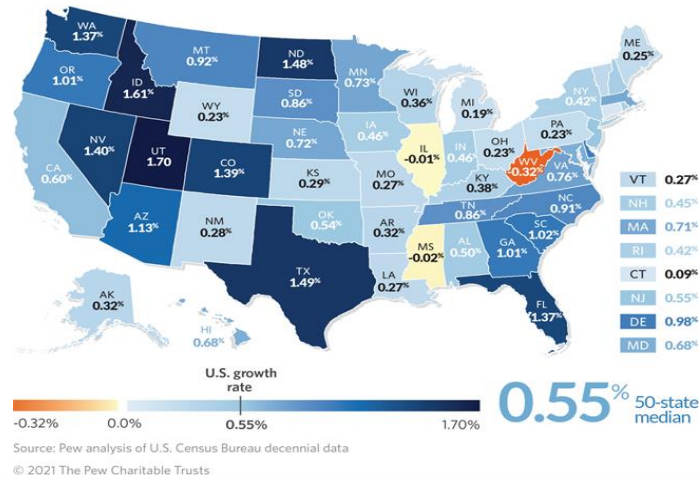 WA
1.37%
MT
0.92%
ND
1.48%
MN
0.73%
ME
0.25%
OR
1.01%
ID
1.61%
SD
0.86%
WI
0.36%
MI
0.19%
NY
0.42%
WY
0.23%
NE
0.72%
IA
0.46%
IL
-0.01%
IN
0.46%
OH
0.23%
PA
0.23%
NV
1.40%
UT
1.70
CO
1.39%
KS
0.29%
MO
0.27%
KY
0.38%
WV
-0.32%
VA
0.76%
CA
0.60%
AZ
1.13%
NM
0.28%
OK
0.54%
AR
0.32%
TN
0.86%
NC
0.91%
SC
1.02%
TX
1.49%
LA
0.27%
MS
-0.02%
AL
0.50%
GA
1.01%
FL
1.37%
AK
0.32%
HI
0.68%
VT 0.27%
NH 0.45%
MA 0.71%
RI 0.42%
CT 0.09%
NJ 0.55%
DE 0.98%
MD 0.68%
U.S. growth
rate
-0.32% 0.0% 0.55% 1.70%
0.55% 50-state
median
Source: Pew analysis of U.S. Census Bureau decennial data
© 2021 The Pew Charitable Trusts